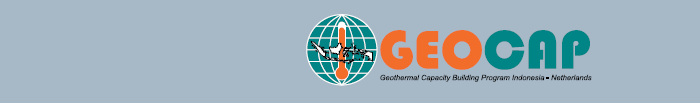 GEOCAP
Geothermal Capacity Building Program Indonesia - Netherlands